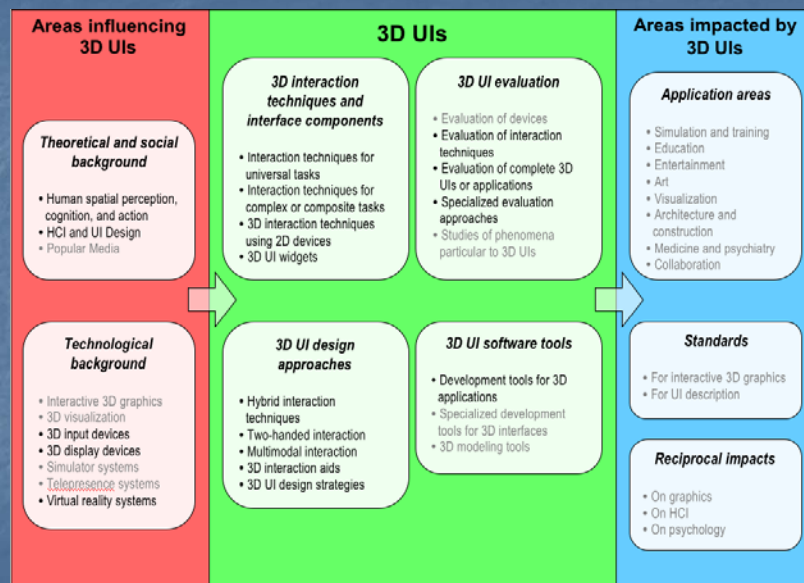 Areas influencing
3D UIs
Theoretical and social
background
• Human spatial perception,
cognition, and action
• HCI and UI Design
• Popular Media
Technological
background
• Interactive 3D graphics
• 3D visualization
• 3D input devices
• 3D display devices
• Simulator systems
• Telepresence systems
• Virtual reality systems
3D UIs
3D interaction
techniques and
interface components
• Interaction techniques for
universal tasks
• Interaction techniques for
complex or composite tasks
• 3D interaction techniques
using 2D devices
• 3D UI widgets
3D UI evaluation
• Evaluation of devices
• Evaluation of interaction
techniques
• Evaluation of complete 3D
UIs or applications
• Specialized evaluation
approaches
• Studies of phenomena
particular to 3D UIs
3D UI design
approaches
• Hybrid interaction
techniques
• Two-handed interaction
• Multimodal interaction
• 3D interaction aids
• 3D UI design strategies
3D UI software tools
• Development tools for 3D
applications
• Specialized development
tools for 3D interfaces
• 3D modeling tools
Areas impacted by
3D UIs
Application areas
• Simulation and training
• Education
• Entertainment
• Art
• Visualization
• Architecture and
construction
• Medicine and psychiatry
• Collaboration
Standards
• For interactive 3D graphics
• For UI description
Reciprocal impacts
• On graphics
• On HCI
• On psychology